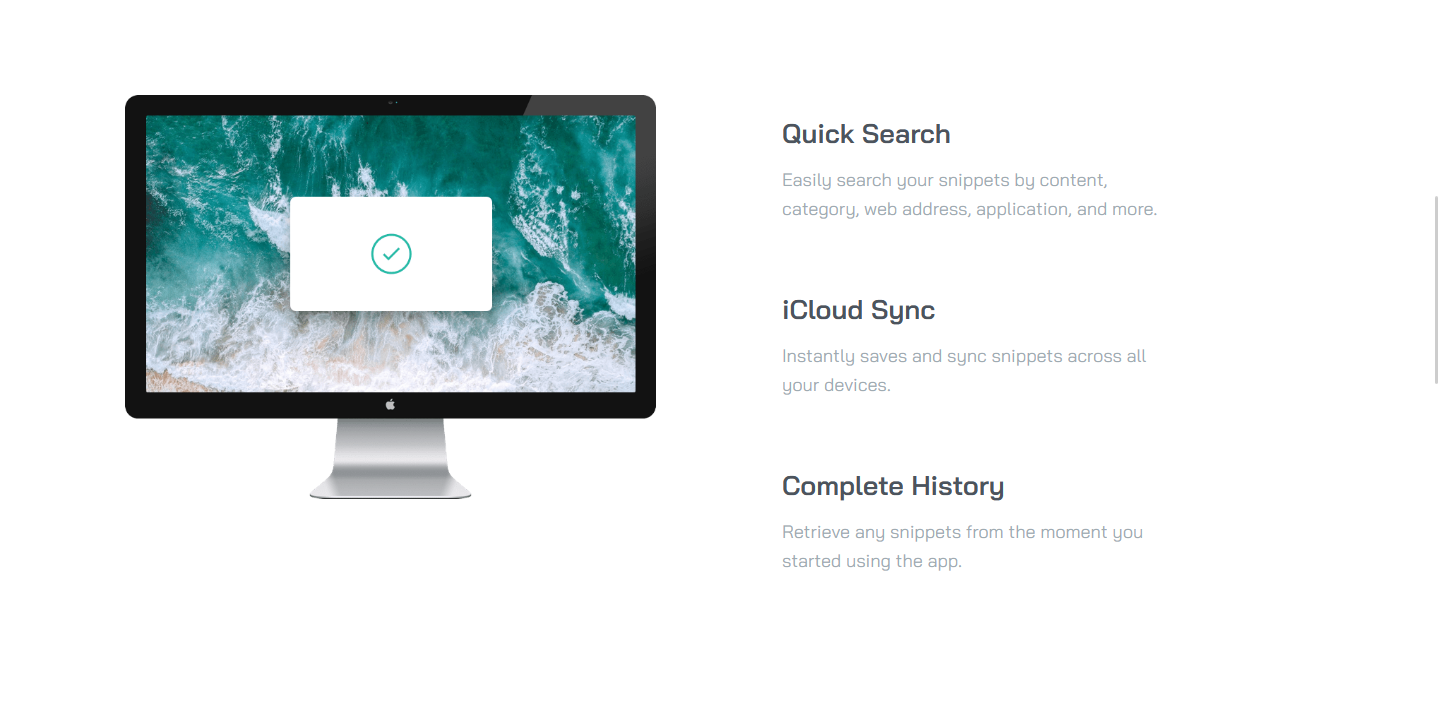 Quick Search
Easily search your snippets by content,
category, web address, application, and more.
iCloud Sync
Instantly saves and sync snippets across all
your devices.
Complete History
Retrieve any snippets from the moment you
started using the app.